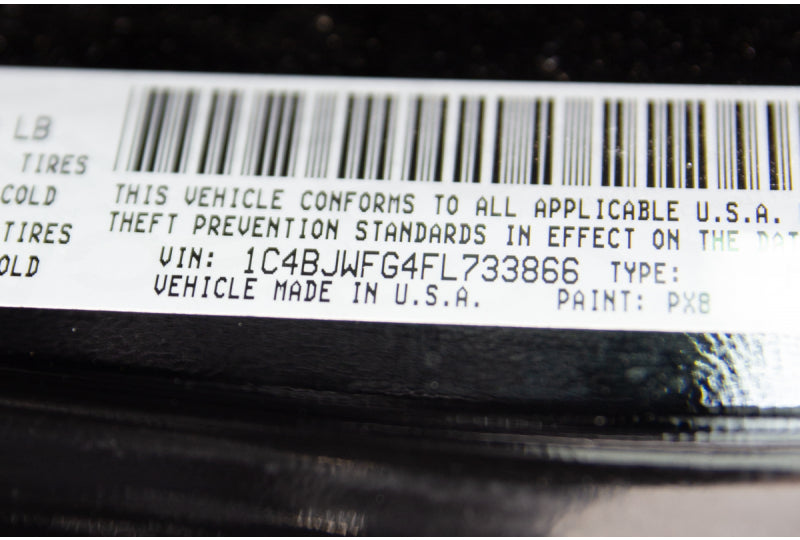 LB
TIRES
COLD
TIRES
OLD
THIS VEHICLE CONFORMS TO ALL APPLICABLE U.S.A.
THEFT PREVENTION STANDARDS IN EFFECT ON THE DAT
VIN: 1C4BJWFG4FL733866 TYPE:
VEHICLE MADE IN U.S.A. PAINT: PX8